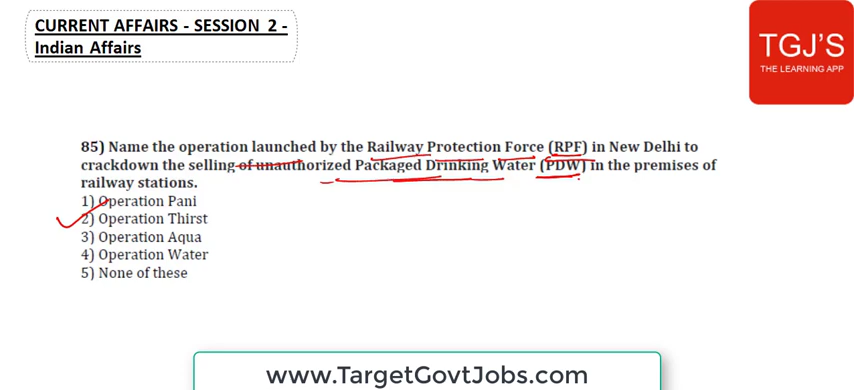 CURRENT AFFAIRS - SESSION 2 -
Indian Affairs
TGJ'S
THE LEARNING APP
85) Name the operation launched by the Railway Protection Force (RPF) in New Delhi to
crackdown the selling of unauthorized Packaged Drinking Water (PDW) in the premises of
railway stations.
1) Operation Pani
2) Operation Thirst
3) Operation Aqua
4) Operation Water
5) None of these
www.TargetGovtJobs.com